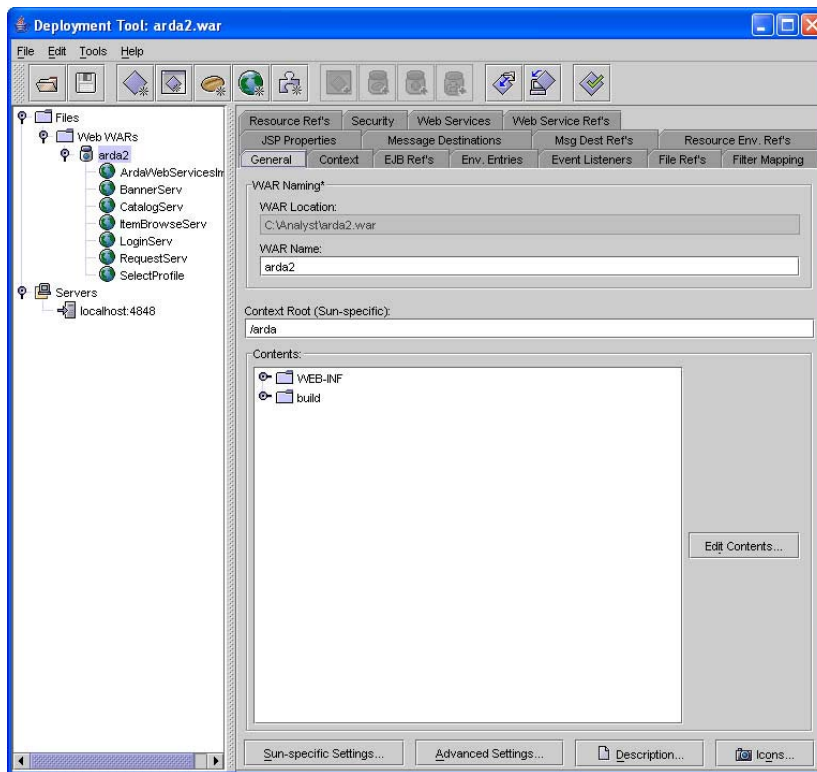 Deployment Tool: arda2.war
File Edit Tools Help
Files
Web WARs
arda2
ArdaWebServicesIm
BannerServ
CatalogServ
ItemBrowseServ
LoginServ
RequestServ
SelectProfile
Servers
localhost:4848
Resource Ref's Security Web Services Web Service Ref's
JSP Properties Message Destinations Msg Dest Ref's Resource Env. Ref's
General Context EJB Ref's Env. Entries Event Listeners File Ref's Filter Mapping
WAR Naming*
WAR Location:
C:\Analyst\arda2.war
WAR Name:
arda2
Context Root (Sun-specific):
/arda
Contents:
WEB-INF
build
Edit Contents...
Sun-specific Settings... Advanced Settings... Description... Icons...